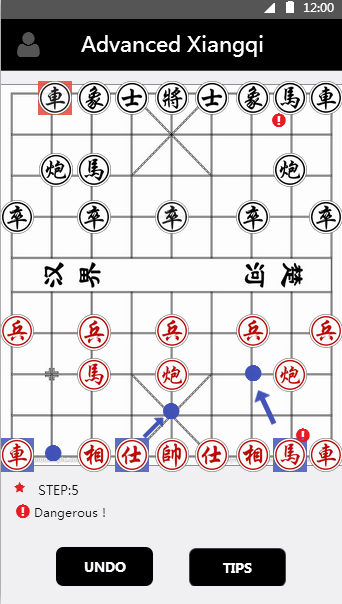 12:00
Advanced Xiangqi
車 象 士 將 士 象 馬 車
!
炮 馬 炮
卒 卒 卒 卒 卒
汉 界 河 楚
兵 兵 兵 兵 兵
馬 炮 炮
!
車 相 仕 帥 仕 相 馬 車
STEP:5
! Dangerous !
UNDO TIPS